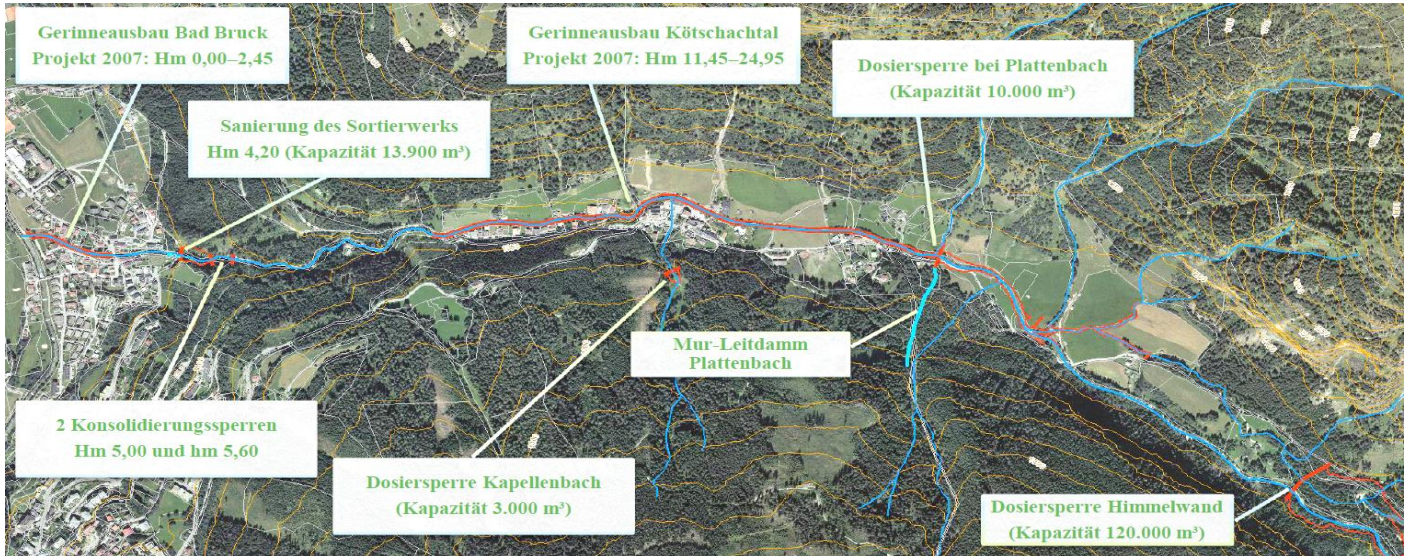 Gerinneausbau Bad Bruck
Projekt 2007: Hm 0,00–2,45
Gerinneausbau Kötschachtal
Projekt 2007: Hm 11,45–24,95
Dosiersperre bei Plattenbach
(Kapazität 10.000 m³)
Sanierung des Sortierwerks
Hm 4,20 (Kapazität 13.900 m³)
Mur-Leitdamm
Plattenbach
2 Konsolidierungssperren
Hm 5,00 und hm 5,60
Dosiersperre Kapellenbach
(Kapazität 3.000 m³)
Dosiersperre Himmelwand
(Kapazität 120.000 m³)